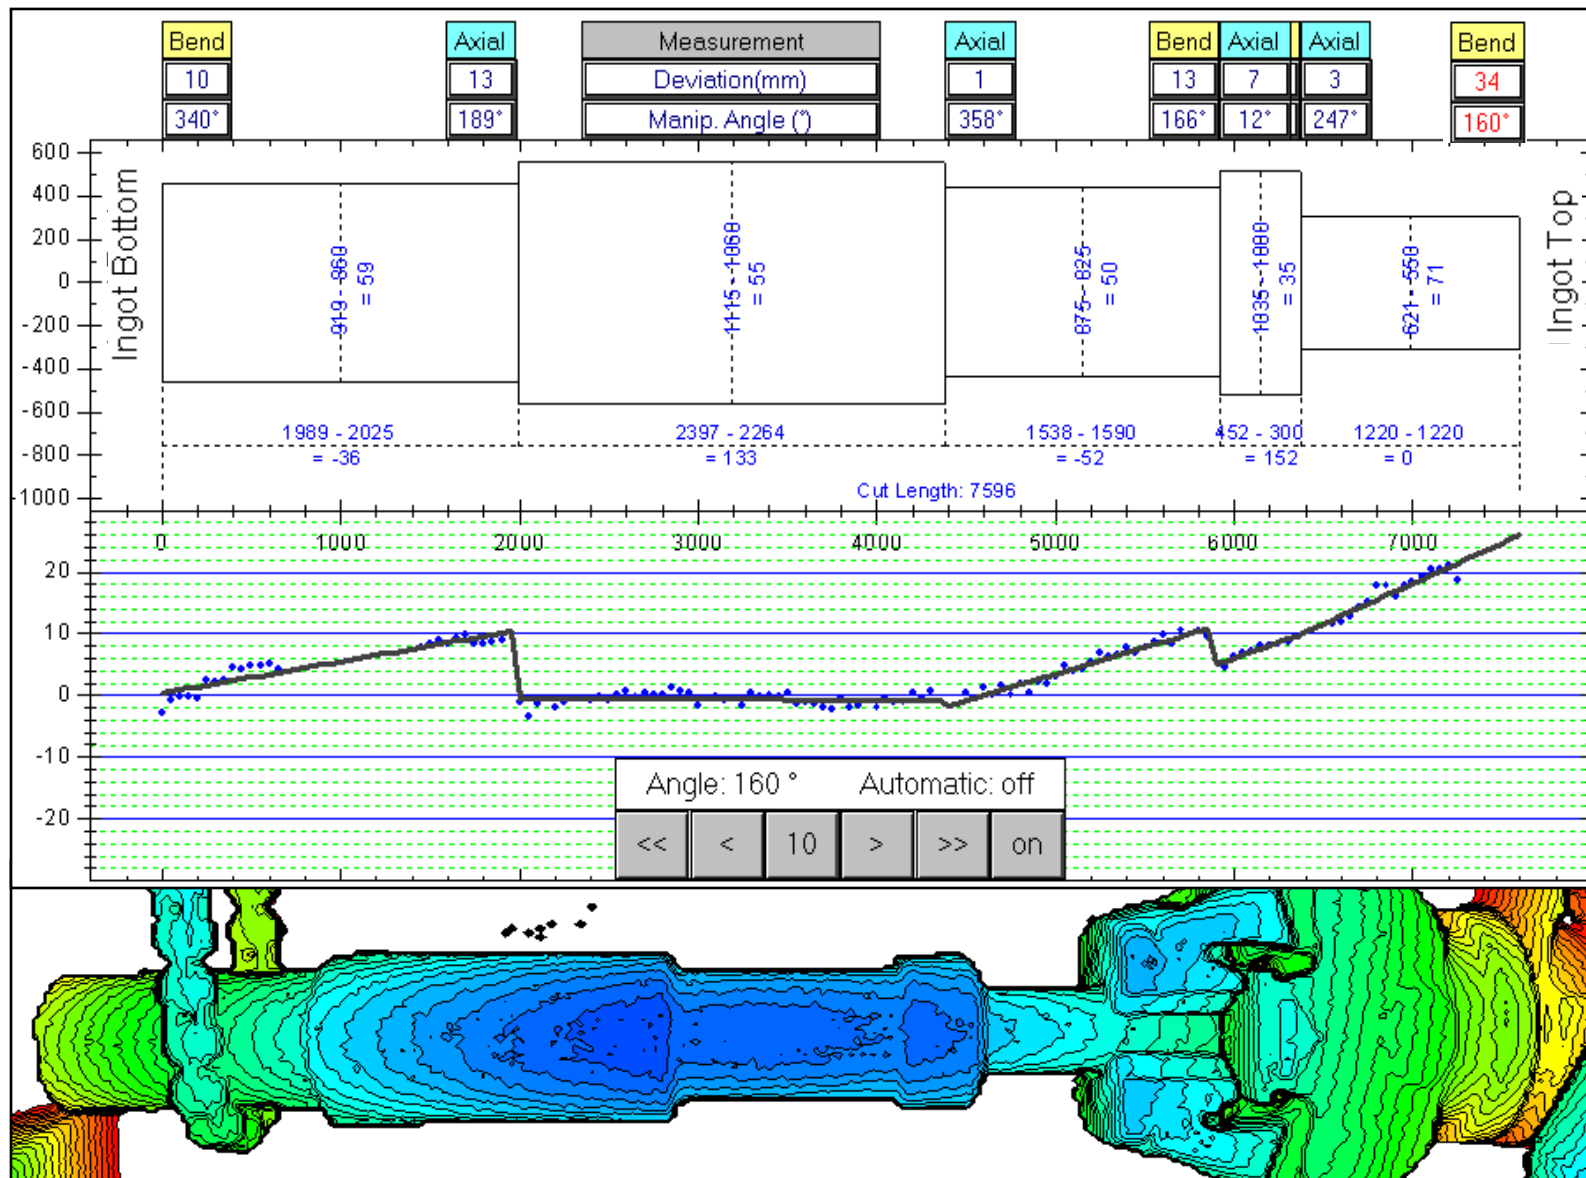 Bend Axial Measurement Axial Bend Axial Axial Bend
10 13 Deviation(mm) 1 13 7 3 34
340° 189° Manip. Angle (°) 358° 166° 12° 247° 160°
600
400
200
0
-200
-400
-600
-800
-1000
Ingot Bottom
919 - 860
= 59
1115 - 1060
= 55
875 - 825
= 50
1035 - 1000
= 35
621 - 550
= 71
Ingot Top
1989 - 2025 2397 - 2264 1538 - 1590 452 - 300 1220 - 1220
= -36 = 133 = -52 = 152 = 0
Cut Length: 7596
0 1000 2000 3000 4000 5000 6000 7000
20
10
0
-10
-20
Angle: 160 ° Automatic: off
<< < 10 > >> on